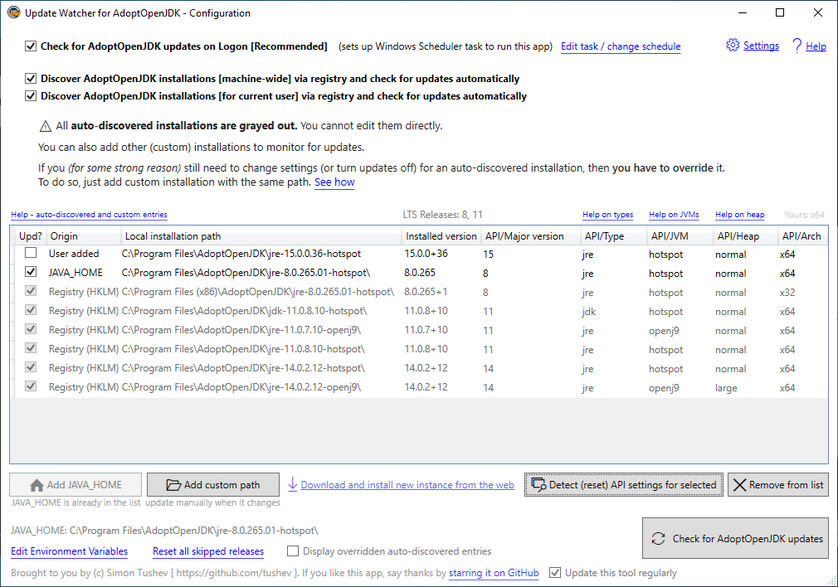 Update Watcher for AdoptOpenJDK - Configuration
Check for AdoptOpenJDK updates on Logon [Recommended] (sets up Windows Scheduler task to run this app) Edit task / change schedule Settings Help
Discover AdoptOpenJDK installations [machine-wide] via registry and check for updates automatically
Discover AdoptOpenJDK installations [for current user] via registry and check for updates automatically
All auto-discovered installations are grayed out. You cannot edit them directly.
You can also add other (custom) installations to monitor for updates.
If you (for some strong reason) still need to change settings (or turn updates off) for an auto-discovered installation, then you have to override it.
To do so, just add custom installation with the same path. See how
Help - auto-discovered and custom entries LTS Releases: 8, 11 Help on types Help on JVMs Help on heap Yours: x64
Upd? Origin Local installation path Installed version API/Major version API/Type API/JVM API/Heap API/Arch
User added C:\Program Files\AdoptOpenJDK\jre-15.0.0.36-hotspot 15.0.0+36 15 jre hotspot normal x64
JAVA_HOME C:\Program Files\AdoptOpenJDK\jre-8.0.265.01-hotspot\ 8.0.265 8 jre hotspot normal x64
Registry (HKLM) C:\Program Files (x86)\AdoptOpenJDK\jre-8.0.265.01-hotspot\ 8.0.265+1 8 jre hotspot normal x32
Registry (HKLM) C:\Program Files\AdoptOpenJDK\jdk-11.0.8.10-hotspot\ 11.0.8+10 11 jdk hotspot normal x64
Registry (HKLM) C:\Program Files\AdoptOpenJDK\jre-11.0.7.10-openj9\ 11.0.7+10 11 jre openj9 normal x64
Registry (HKLM) C:\Program Files\AdoptOpenJDK\jre-11.0.8.10-hotspot\ 11.0.8+10 11 jre hotspot normal x64
Registry (HKLM) C:\Program Files\AdoptOpenJDK\jre-14.0.2.12-hotspot\ 14.0.2+12 14 jre hotspot normal x64
Registry (HKLM) C:\Program Files\AdoptOpenJDK\jre-14.0.2.12-openj9\ 14.0.2+12 14 jre openj9 large x64
Add JAVA_HOME Add custom path Download and install new instance from the web Detect (reset) API settings for selected Remove from list
JAVA_HOME is already in the list update manually when it changes
JAVA_HOME: C:\Program Files\AdoptOpenJDK\jre-8.0.265.01-hotspot\
Check for AdoptOpenJDK updates
Edit Environment Variables Reset all skipped releases Display overridden auto-discovered entries
Brought to you by (c) Simon Tushev [ https://github.com/tushev ]. If you like this app, say thanks by starring it on GitHub Update this tool regularly